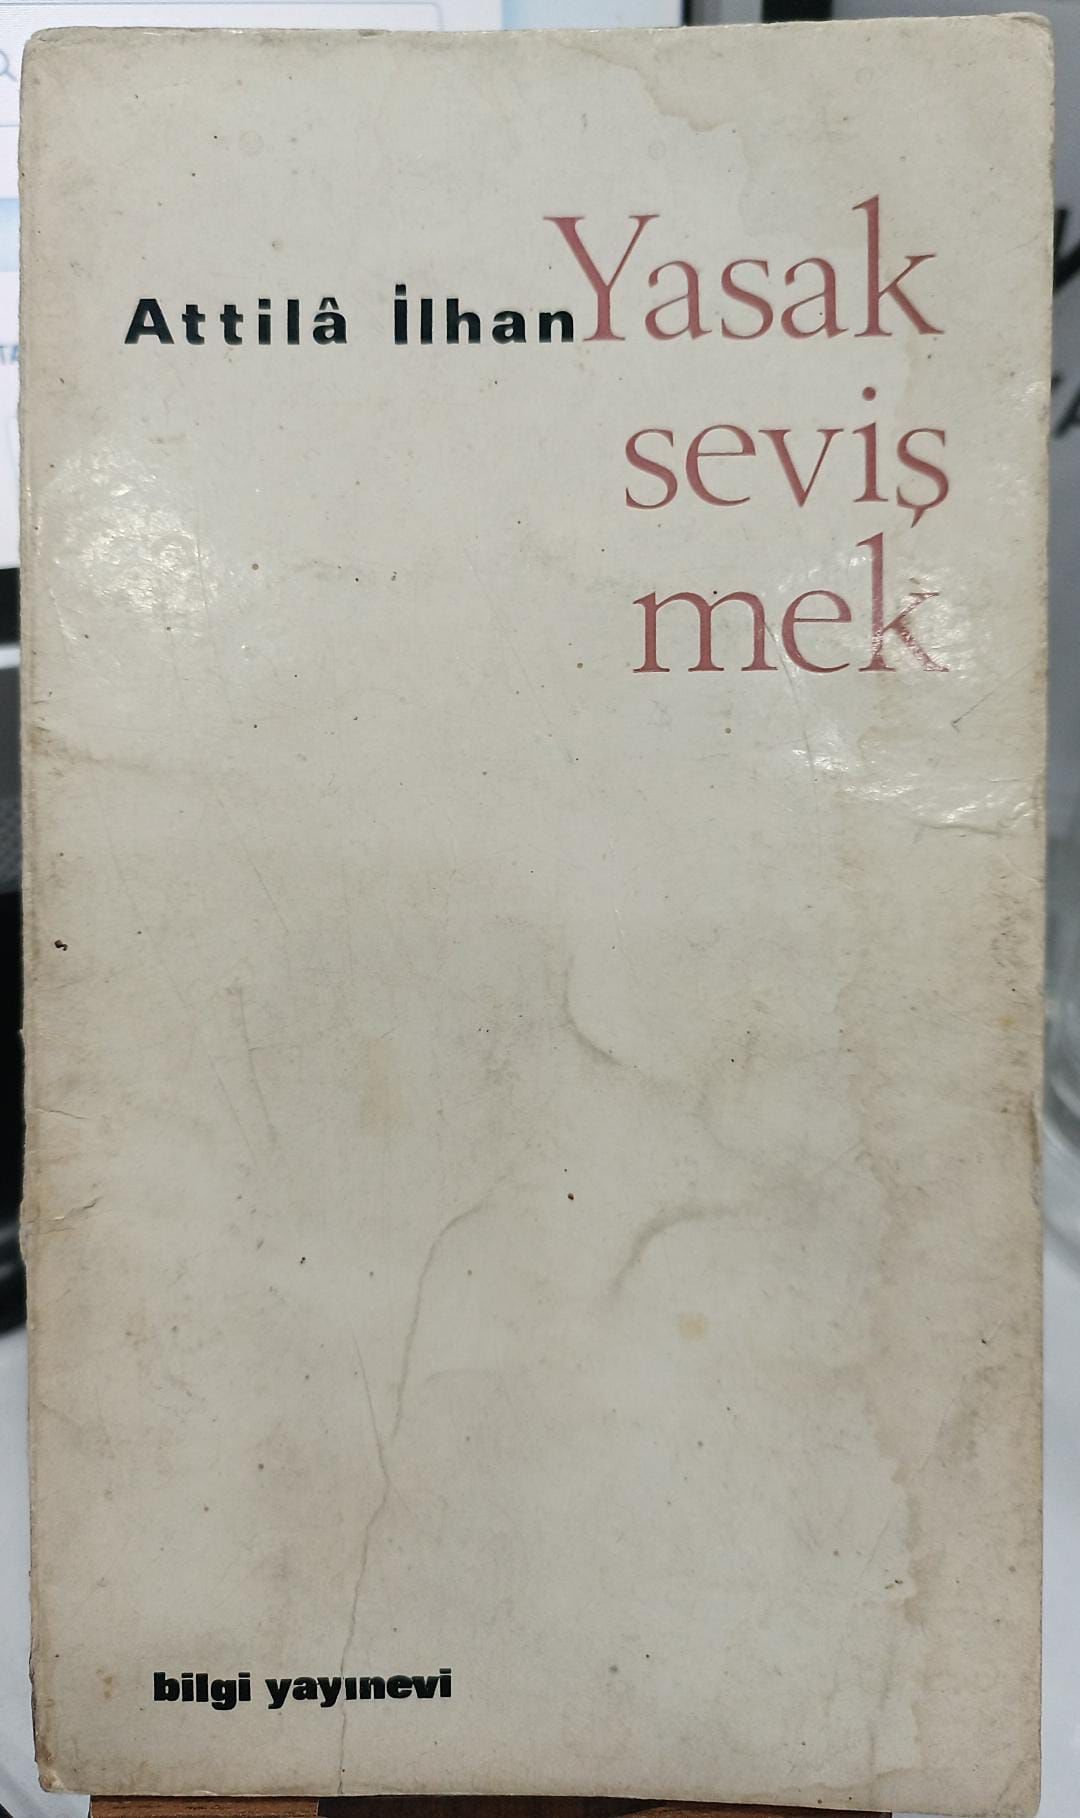 Attilâ İlhan
Yasak
seviş
mek
bilgi yayınevi